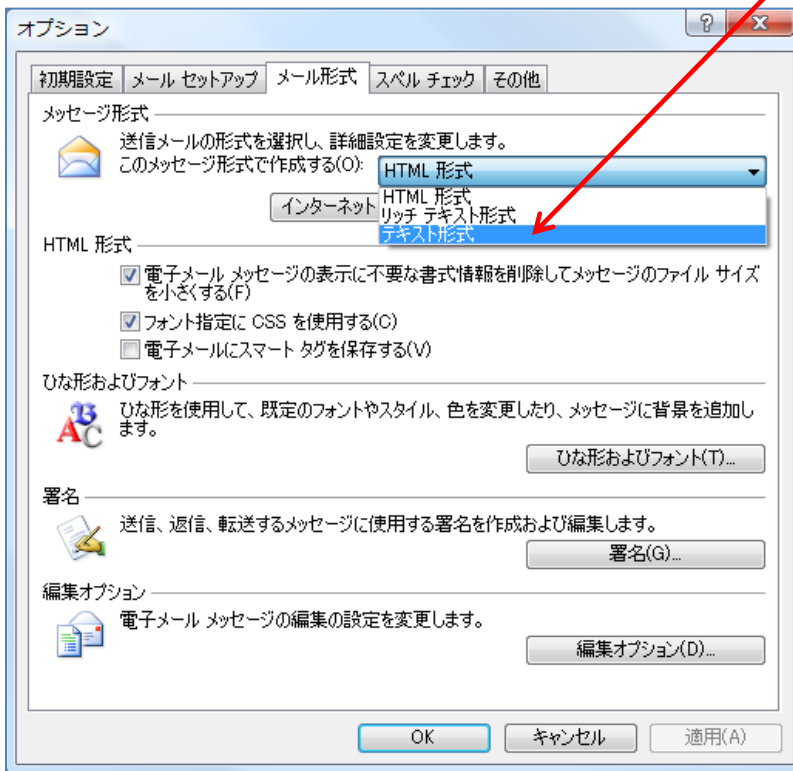 オプション
初期設定 メール セットアップ メール形式 スペル チェック その他
メッセージ形式
送信メールの形式を選択し、詳細設定を変更します。
このメッセージ形式で作成する(O): HTML 形式
HTML 形式
インターネット リッチ テキスト形式
テキスト形式
HTML 形式
電子メール メッセージの表示に不要な書式情報を削除してメッセージのファイル サイズ
を小さくする(F)
フォント指定に CSS を使用する(C)
電子メールにスマート タグを保存する(V)
ひな形およびフォント
ひな形を使用して、既定のフォントやスタイル、色を変更したり、メッセージに背景を追加し
ます。
ひな形およびフォント(T)...
署名
送信、返信、転送するメッセージに使用する署名を作成および編集します。
署名(G)...
編集オプション
電子メール メッセージの編集の設定を変更します。
編集オプション(D)...
OK キャンセル 適用(A)